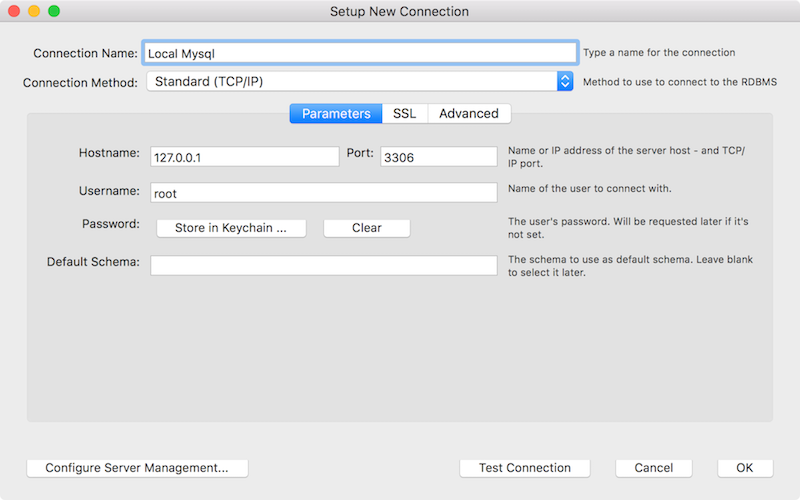 Setup New Connection
Connection Name: Local Mysql Type a name for the connection
Connection Method: Standard (TCP/IP) Method to use to connect to the RDBMS
Parameters SSL Advanced
Hostname: 127.0.0.1 Port: 3306 Name or IP address of the server host - and TCP/
IP port.
Username: root Name of the user to connect with.
Password: Store in Keychain ... Clear The user's password. Will be requested later if it's
not set.
Default Schema: The schema to use as default schema. Leave blank
to select it later.
Configure Server Management... Test Connection Cancel OK